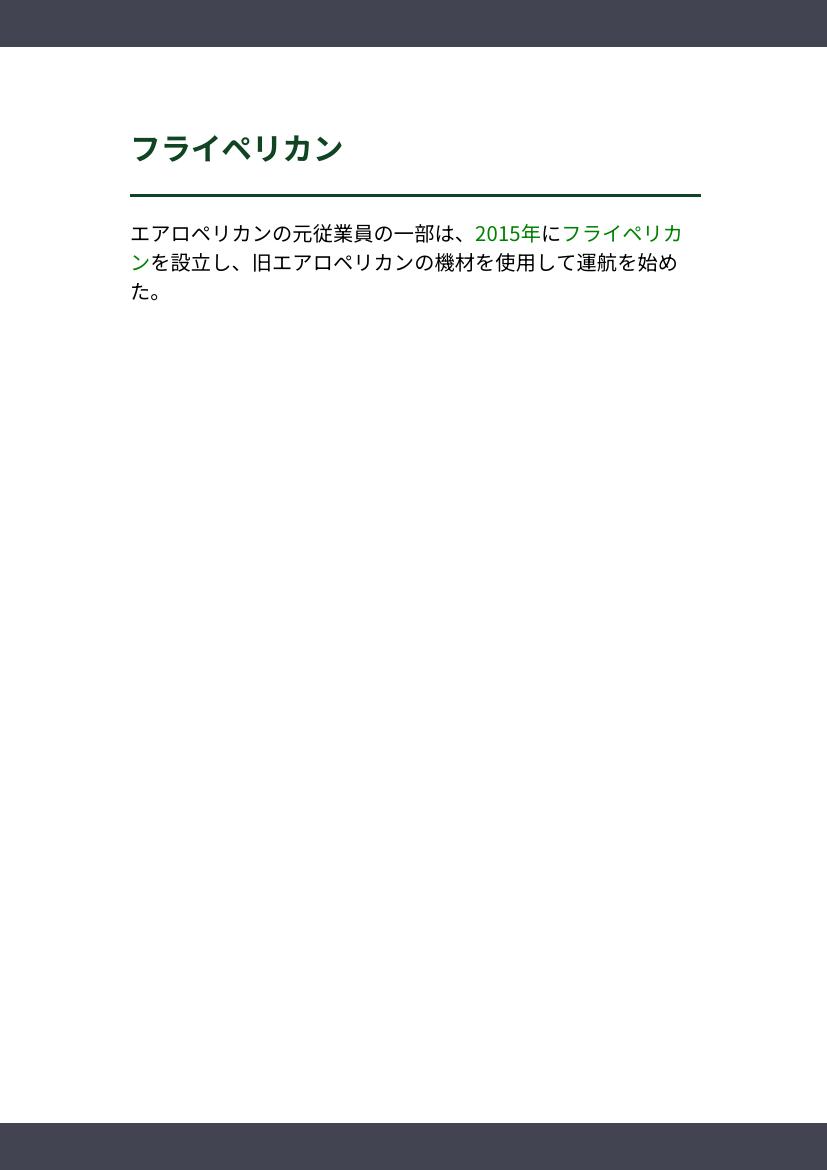 フライペリカン
エアロペリカンの元従業員の一部は、2015年にフライペリカ
ンを設立し、旧エアロペリカンの機材を使用して運航を始め
た。